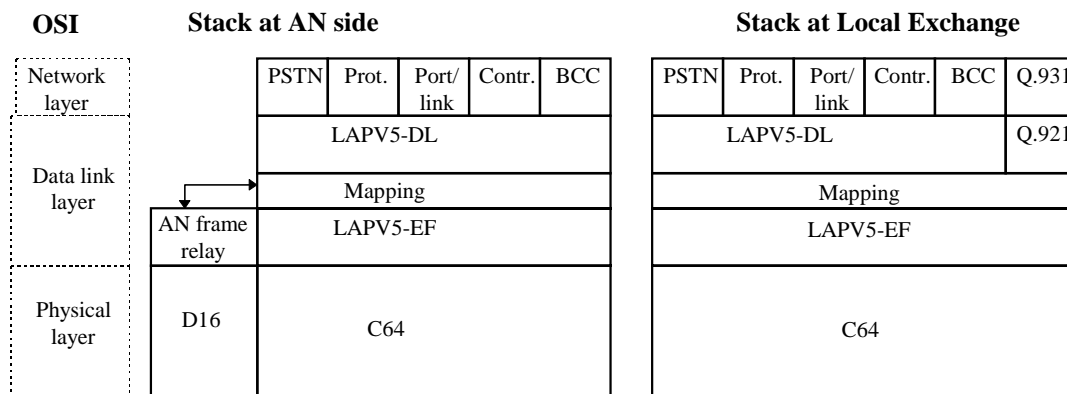 OSI
Stack at AN side
Stack at Local Exchange
Network
layer
PSTN
Prot.
Port/
link
Contr.
BCC
PSTN
Prot.
Port/
link
Contr.
BCC
Q.931
LAPV5-DL
LAPV5-DL
Q.921
Data link
layer
Mapping
Mapping
AN frame
relay
LAPV5-EF
LAPV5-EF
Physical
layer
D16
C64
C64